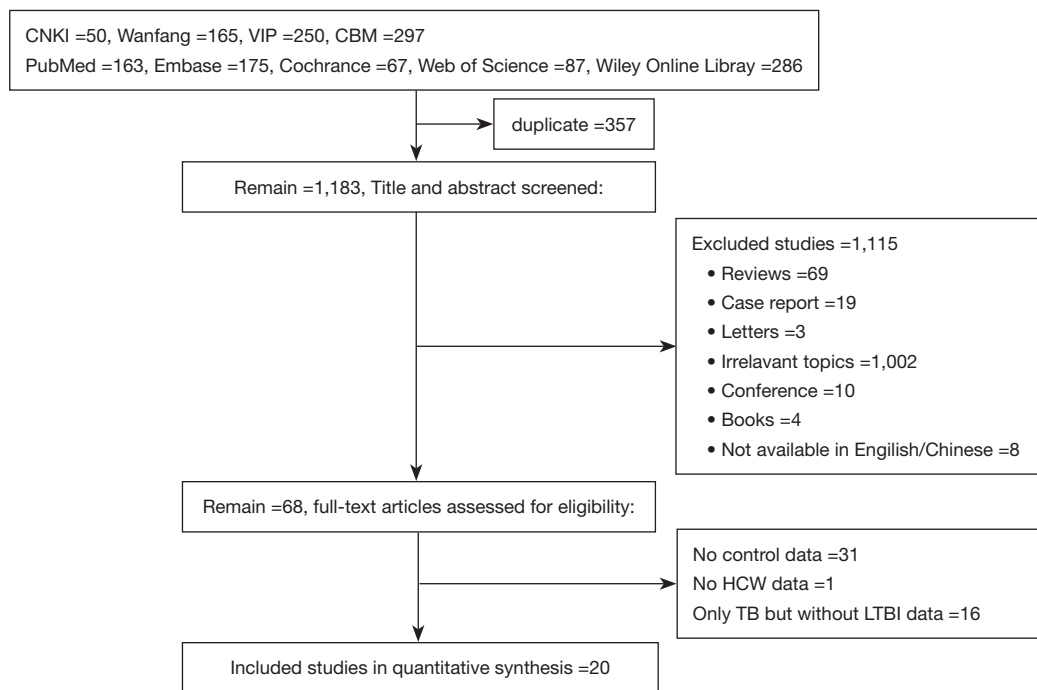 CNKI =50, Wanfang =165, VIP =250, CBM =297
PubMed =163, Embase =175, Cochrance =67, Web of Science =87, Wiley Online Libray =286
duplicate =357
Remain =1,183, Title and abstract screened:
Excluded studies =1,115
• Reviews =69
• Case report =19
• Letters =3
• Irrelavant topics =1,002
• Conference =10
• Books =4
• Not available in Engilish/Chinese =8
Remain =68, full-text articles assessed for eligibility:
No control data =31
No HCW data =1
Only TB but without LTBI data =16
Included studies in quantitative synthesis =20